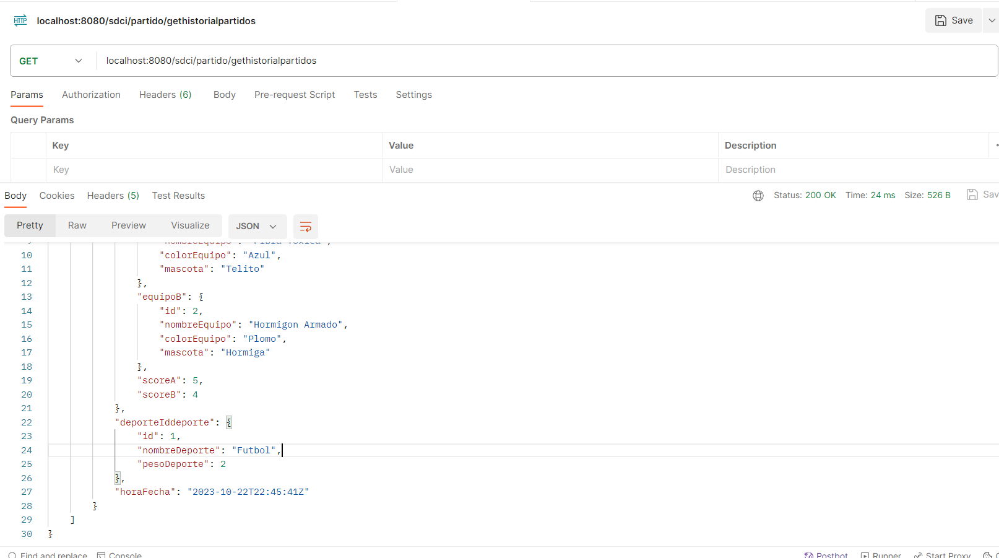 HTTP localhost:8080/sdci/partido/gethistorialpartidos Save
GET localhost:8080/sdci/partido/gethistorialpartidos
Params Authorization Headers (6) Body Pre-request Script Tests Settings
Query Params
Key Value Description
Key Value Description
Body Cookies Headers (5) Test Results Status: 200 OK Time: 24 ms Size: 526 B Sav
Pretty Raw Preview Visualize JSON
10 "colorEquipo": "Azul",
11 "mascota": "Telito"
12 },
13 "equipoB": {
14 "id": 2,
15 "nombreEquipo": "Hormigon Armado",
16 "colorEquipo": "Plomo",
17 "mascota": "Hormiga"
18 },
19 "scoreA": 5,
20 "scoreB": 4
21 },
22 "deporteIddeporte": {
23 "id": 1,
24 "nombreDeporte": "Futbol",
25 "pesoDeporte": 2
26 },
27 "horaFecha": "2023-10-22T22:45:41Z"
28 }
29 ]
30 }
Find and replace Console Postbot Runner Start Proxy